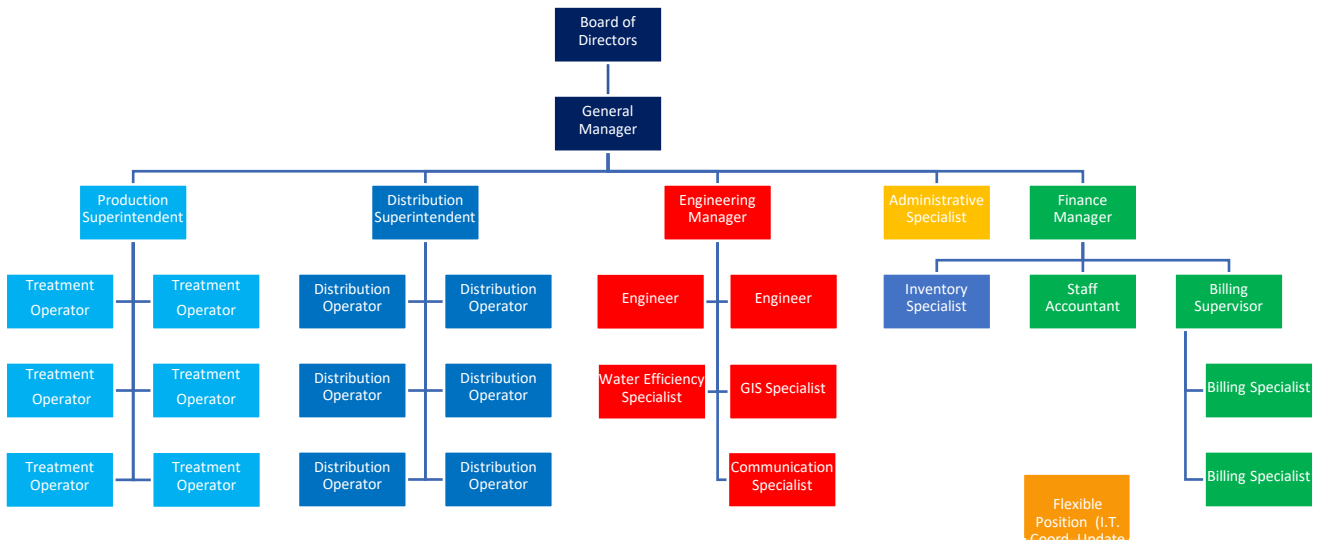 Board of
Directors
General
Manager
Production
Superintendent
Distribution
Superintendent
Engineering
Manager
Administrative
Specialist
Finance
Manager
Treatment
Operator
Treatment
Operator
Distribution
Operator
Distribution
Operator
Engineer
Engineer
Inventory
Specialist
Staff
Accountant
Billing
Supervisor
Treatment
Operator
Treatment
Operator
Distribution
Operator
Distribution
Operator
Water Efficiency
Specialist
GIS Specialist
Billing Specialist
Treatment
Operator
Treatment
Operator
Distribution
Operator
Distribution
Operator
Communication
Specialist
Billing Specialist
Flexible
Position (I.T.
Coord. Update